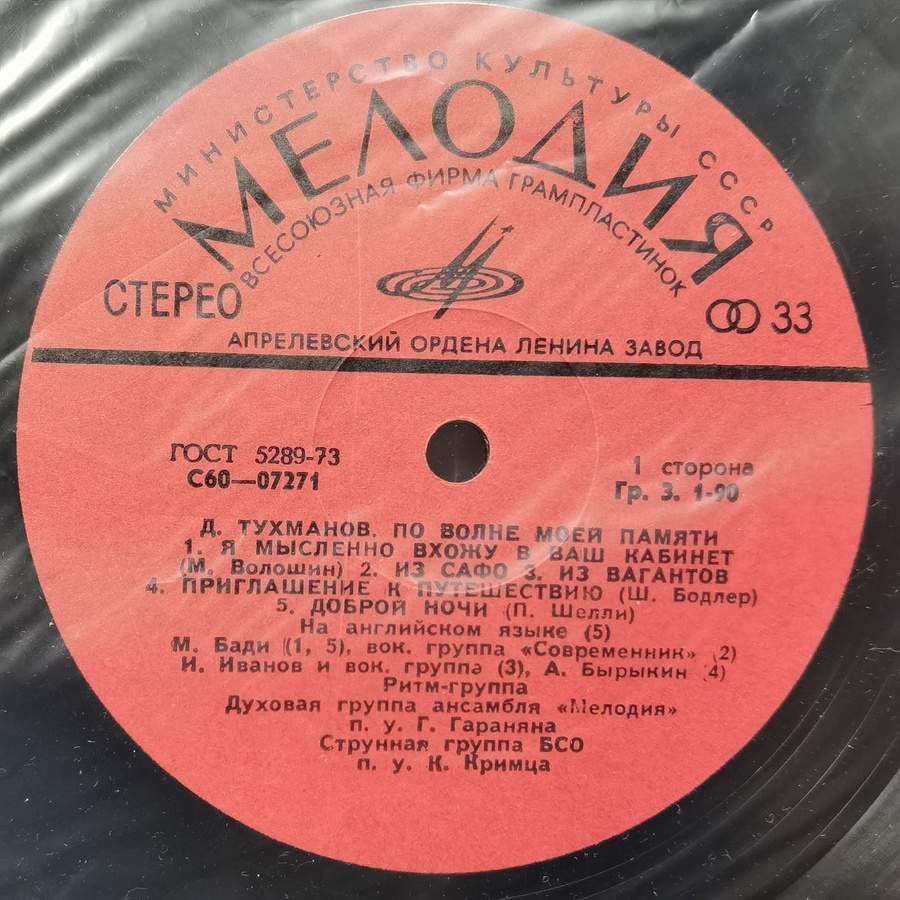 МИНИСТЕРСТВО КУЛЬТУРЫ СССР
МЕЛОДИЯ
ВСЕСОЮЗНАЯ ФИРМА ГРАМПЛАСТИНОК
СТЕРЕО
33
АПРЕЛЕВСКИЙ ОРДЕНА ЛЕНИНА ЗАВОД
ГОСТ 5289-73
С60—07271
1 сторона
Гр. 3. 1-90
Д. ТУХМАНОВ. ПО ВОЛНЕ МОЕЙ ПАМЯТИ
1. Я МЫСЛЕННО ВХОЖУ В ВАШ КАБИНЕТ
(М. Волошин) 2. ИЗ САФО 3. ИЗ ВАГАНТОВ
4. ПРИГЛАШЕНИЕ К ПУТЕШЕСТВИЮ (Ш. Бодлер)
5. ДОБРОЙ НОЧИ (П. Шелли)
На английском языке (5)
М. Бади (1, 5), вок. группа «Современник» (2)
И. Иванов и вок. группа (3), А. Бырыкин (4)
Ритм-группа
Духовая группа ансамбля «Мелодия»
п. у. Г. Гараняна
Струнная группа БСО
п. у. К. Кримца